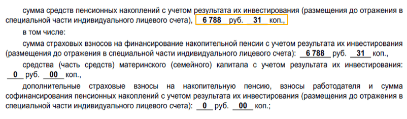 сумма средств пенсионных накоплений с учетом результата их инвестирования (размещения до отражения в
специальной части индивидуального лицевого счета), 6 788 руб. 31 коп.,
в том числе:
сумма страховых взносов на финансирование накопительной пенсии с учетом результата их инвестирования
(размещения до отражения в специальной части индивидуального лицевого счета): 6 788 руб. 31 коп.,
средства (часть средств) материнского (семейного) капитала с учетом результата их инвестирования:
0 руб. 00 коп.,
дополнительные страховые взносы на накопительную пенсию, взносы работодателя и сумму
софинансирования пенсионных накоплений с учетом результата их инвестирования (размещения до отражения в
специальной части индивидуального лицевого счета): 0 руб. 00 коп.;